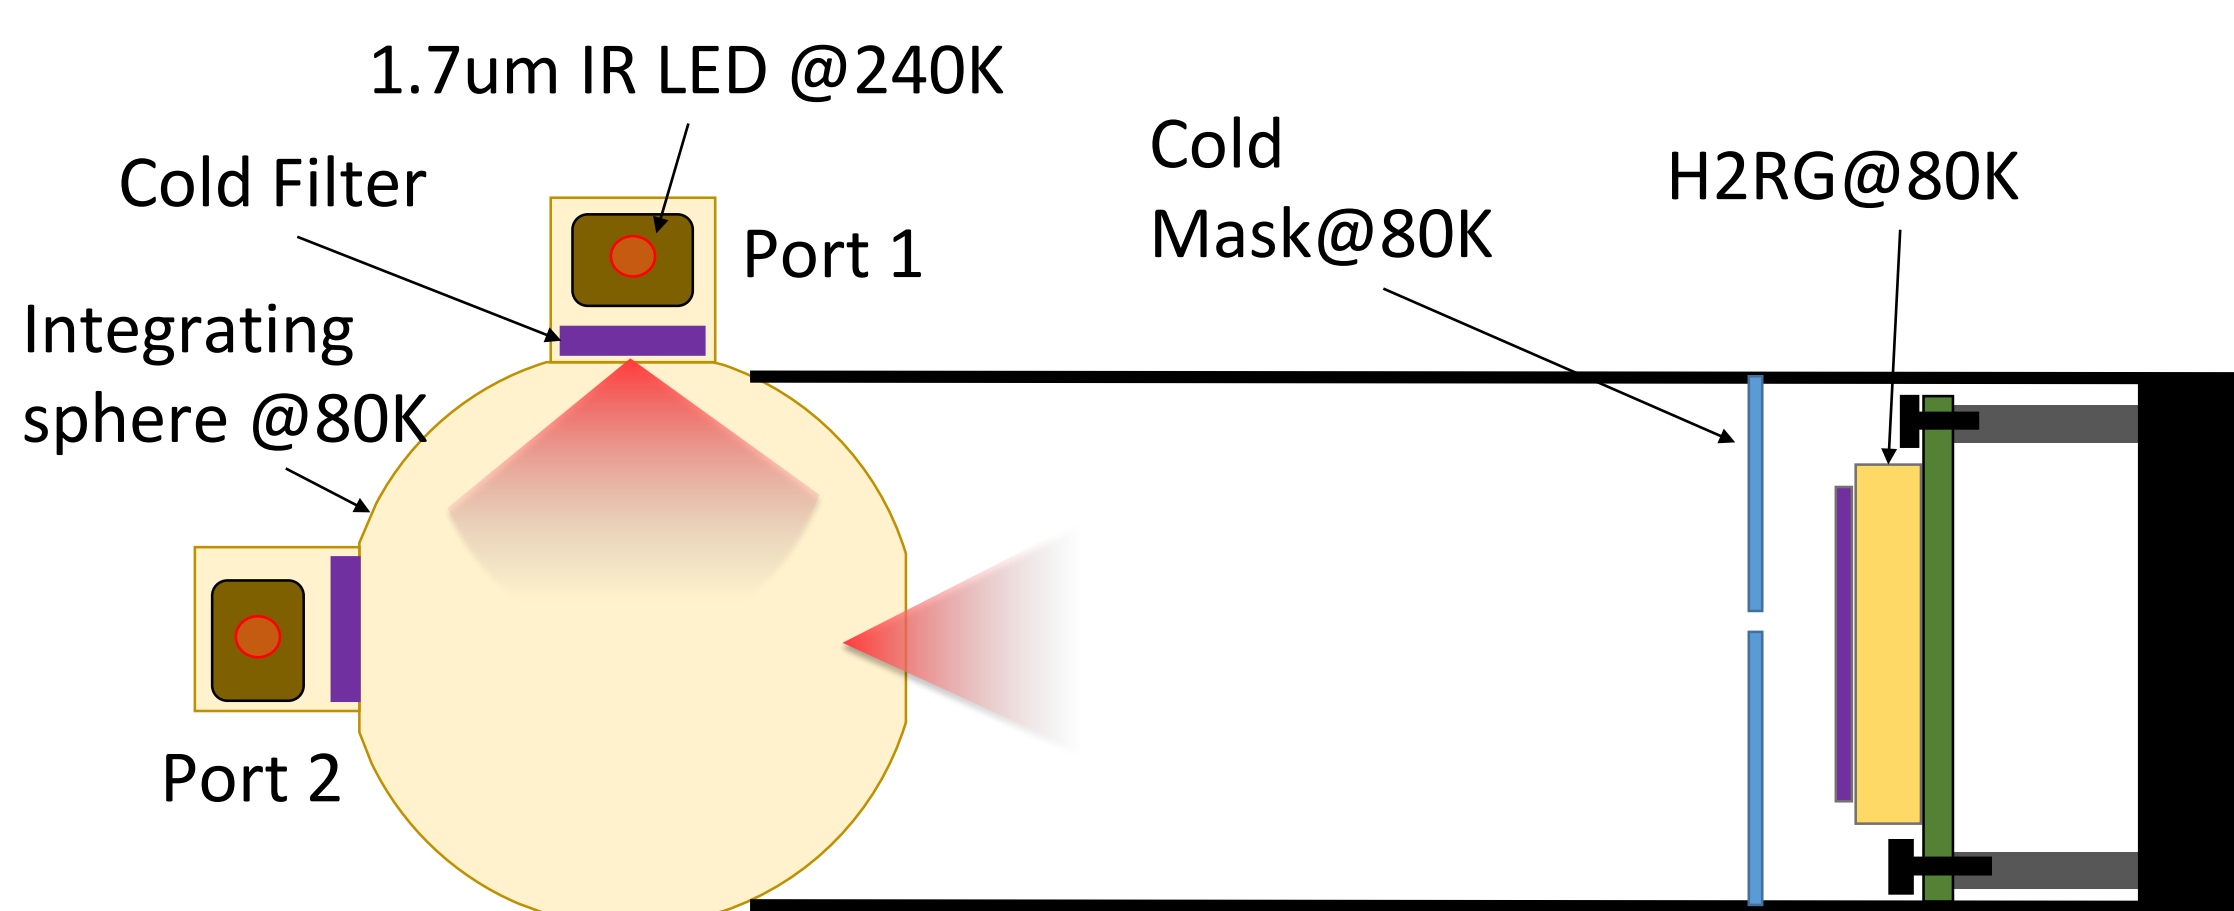 1.7um IR LED @240K
Cold
Mask@80K
H2RG@80K
Cold Filter
Port 1
Integrating
sphere @80K
Port 2